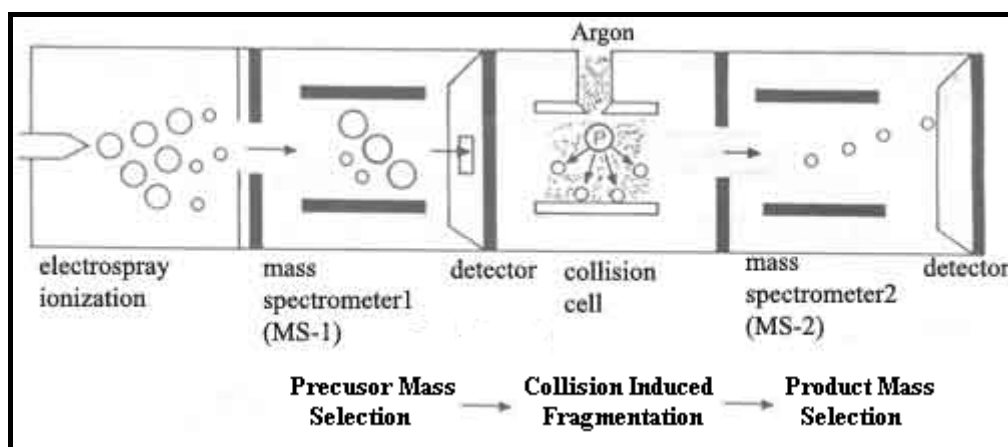 Argon
P
electrospray
ionization
mass
spectrometer1
(MS-1)
detector
collision
cell
mass
spectrometer2
(MS-2)
detector
Precusor Mass
Selection
Collision Induced
Fragmentation
Product Mass
Selection